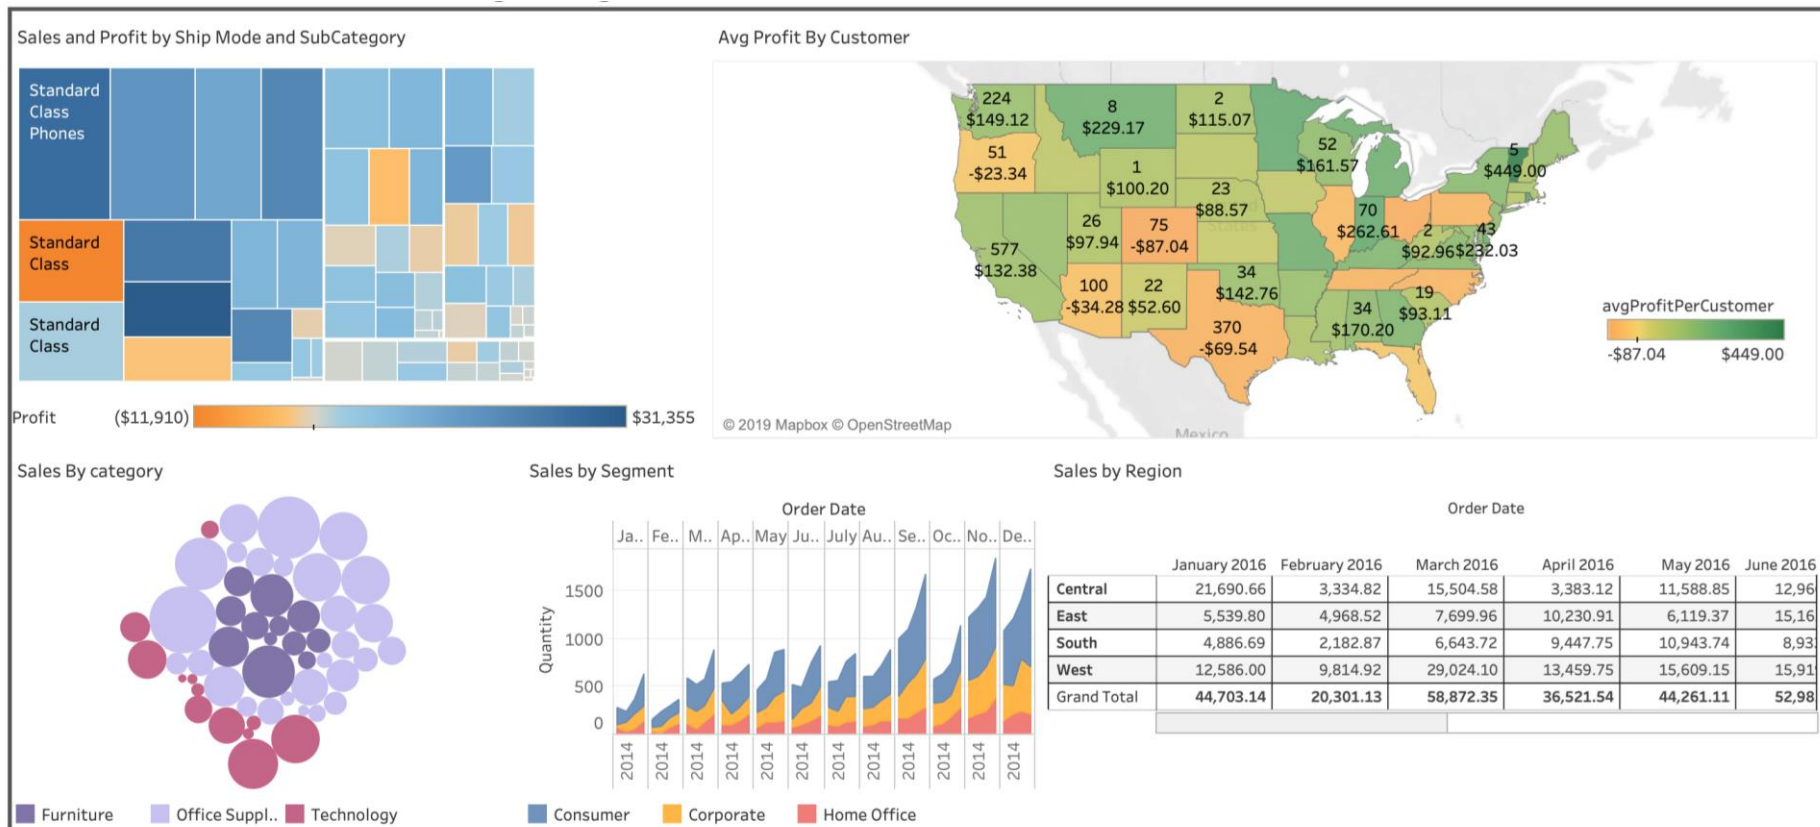 Sales and Profit by Ship Mode and SubCategory
Standard
Class
Phones
Standard
Class
Standard
Class
Profit
($11,910)
$31,355
Avg Profit By Customer
224
$149.12
8
$229.17
2
$115.07
52
$161.57
5
$449.00
51
-$23.34
1
$100.20
23
$88.57
26
$97.94
75
-$87.04
70
$262.61
2
$92.96
43
$232.03
577
$132.38
100
-$34.28
22
$52.60
34
$142.76
34
$170.20
19
$93.11
370
-$69.54
States
Mexico
© 2019 Mapbox © OpenStreetMap
avgProfitPerCustomer
-$87.04
$449.00
Sales By category
Furniture
Office Suppl..
Technology
Sales by Segment
Order Date
Ja.. Fe.. M.. Ap.. May Ju.. July Au.. Se.. Oc.. No.. De..
Quantity
1500
1000
500
0
2014 2014 2014 2014 2014 2014 2014 2014 2014 2014 2014 2014
Consumer
Corporate
Home Office
Sales by Region
Order Date
January 2016 February 2016 March 2016 April 2016 May 2016 June 2016
Central 21,690.66 3,334.82 15,504.58 3,383.12 11,588.85 12,96
East 5,539.80 4,968.52 7,699.96 10,230.91 6,119.37 15,16
South 4,886.69 2,182.87 6,643.72 9,447.75 10,943.74 8,93
West 12,586.00 9,814.92 29,024.10 13,459.75 15,609.15 15,91
Grand Total 44,703.14 20,301.13 58,872.35 36,521.54 44,261.11 52,98